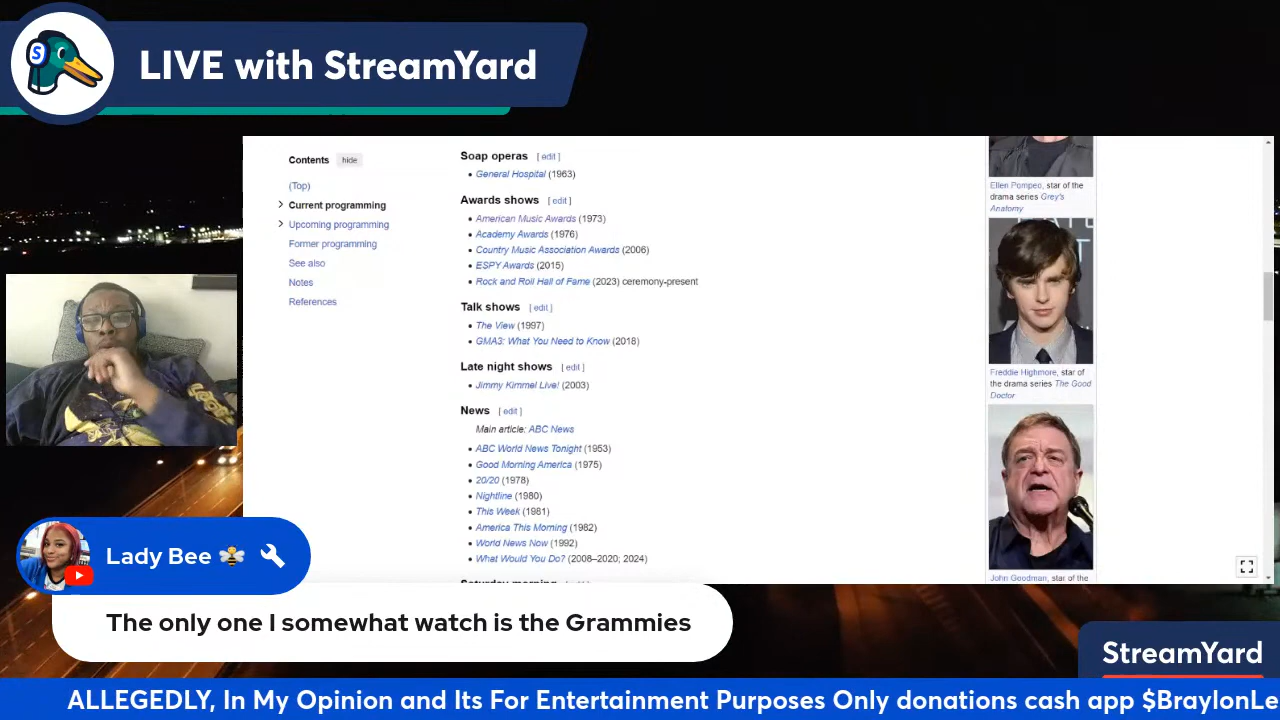 S
LIVE with StreamYard
Contents hide
(Top)
Current programming
Upcoming programming
Former programming
See also
Notes
References
Soap operas [ edit ]
General Hospital (1963)
Awards shows [ edit ]
American Music Awards (1973)
Academy Awards (1976)
Country Music Association Awards (2006)
ESPY Awards (2015)
Rock and Roll Hall of Fame (2023) ceremony-present
Talk shows [ edit ]
The View (1997)
GMA3: What You Need to Know (2018)
Late night shows [ edit ]
Jimmy Kimmel Live! (2003)
News [ edit ]
Main article: ABC News
ABC World News Tonight (1953)
Good Morning America (1975)
20/20 (1978)
Nightline (1980)
This Week (1981)
America This Morning (1982)
World News Now (1992)
What Would You Do? (2008–2020; 2024)
Saturday morning
Ellen Pompeo, star of the
drama series Grey's
Anatomy
Freddie Highmore, star of
the drama series The Good
Doctor
John Goodman, star of the
Lady Bee 🐝
The only one I somewhat watch is the Grammies
StreamYard
ALLEGEDLY, In My Opinion and Its For Entertainment Purposes Only donations cash app $BraylonLe